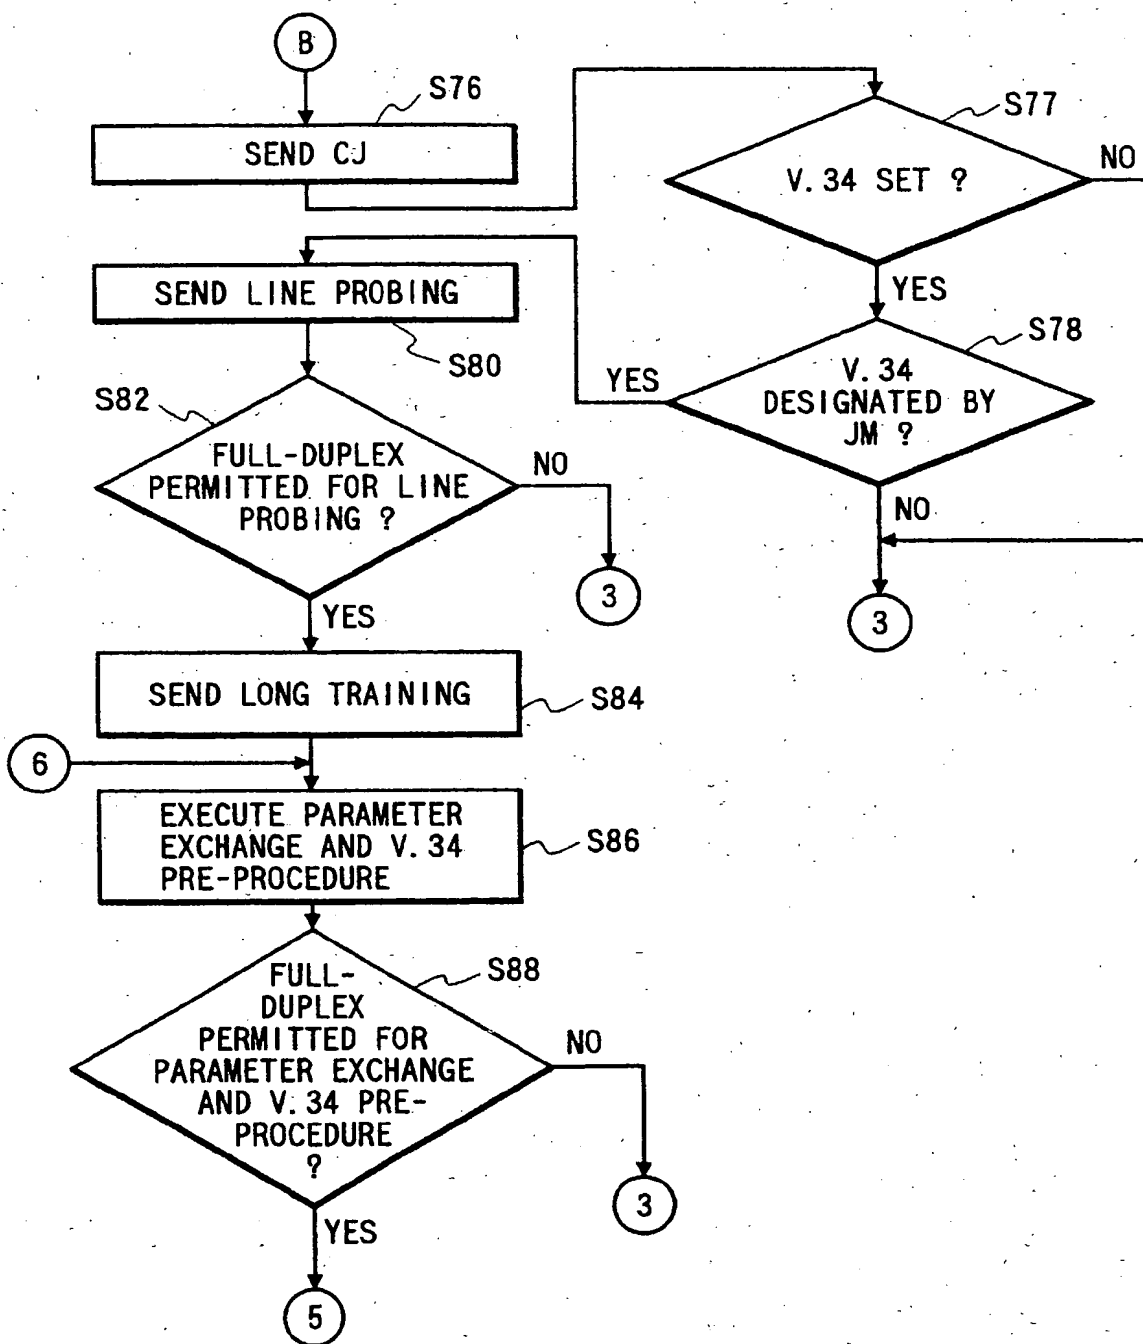 B
S76
SEND CJ
S77
V.34 SET ?
NO
YES
SEND LINE PROBING
S80
S78
V.34
DESIGNATED BY
JM ?
YES
NO
3
S82
FULL-DUPLEX
PERMITTED FOR LINE
PROBING ?
NO
3
YES
SEND LONG TRAINING
S84
6
EXECUTE PARAMETER
EXCHANGE AND V.34
PRE-PROCEDURE
S86
S88
FULL-
DUPLEX
PERMITTED FOR
PARAMETER EXCHANGE
AND V.34 PRE-
PROCEDURE
?
NO
3
YES
5